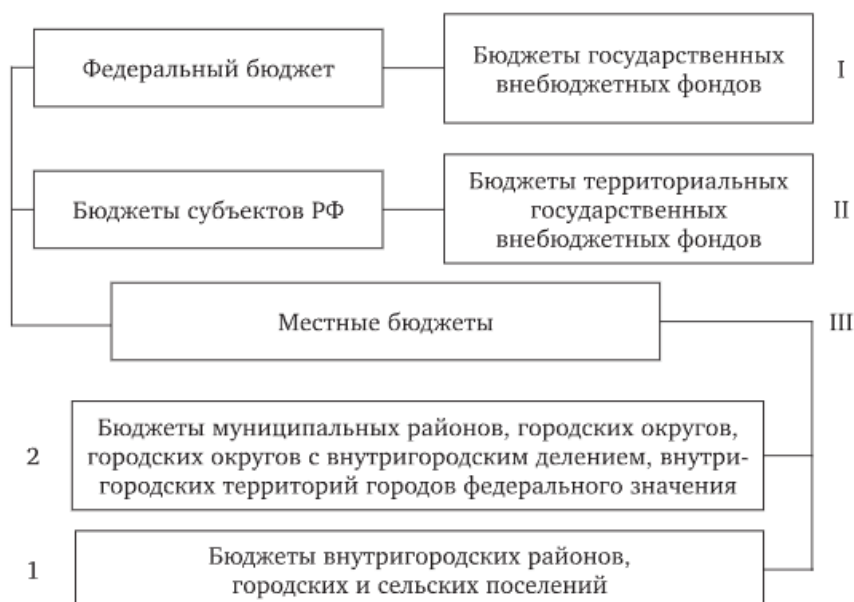 Федеральный бюджет
Бюджеты государственных
внебюджетных фондов
I
Бюджеты субъектов РФ
Бюджеты территориальных
государственных
внебюджетных фондов
II
Местные бюджеты
III
2
Бюджеты муниципальных районов, городских округов,
городских округов с внутригородским делением, внутри-
городских территорий городов федерального значения
1
Бюджеты внутригородских районов,
городских и сельских поселений